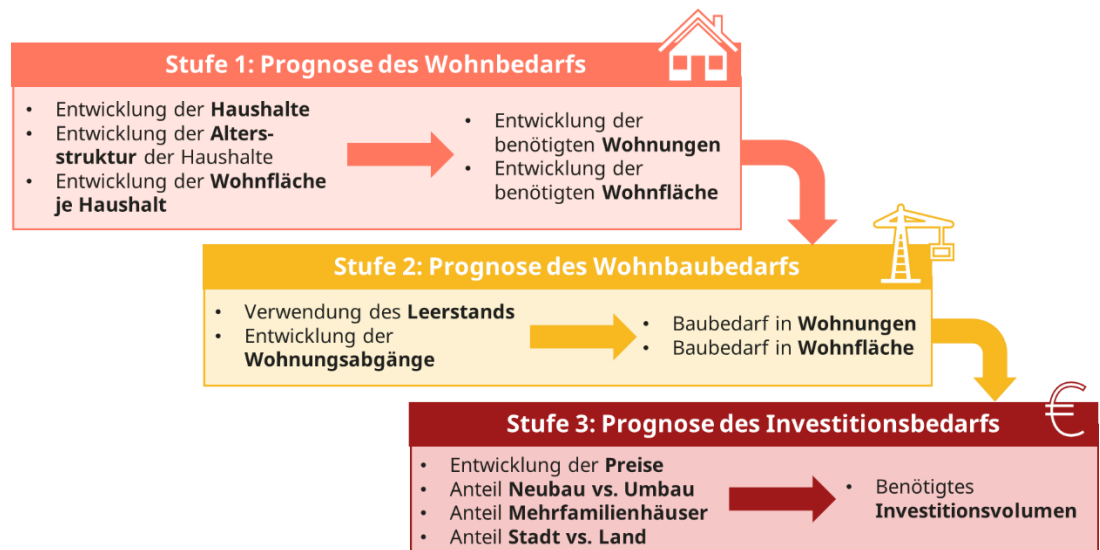 Stufe 1: Prognose des Wohnbedarfs
• Entwicklung der Haushalte
• Entwicklung der Alters-
struktur der Haushalte
• Entwicklung der Wohnfläche
je Haushalt
• Entwicklung der
benötigten Wohnungen
• Entwicklung der
benötigten Wohnfläche
Stufe 2: Prognose des Wohnbaubedarfs
• Verwendung des Leerstands
• Entwicklung der
Wohnungsabgänge
• Baubedarf in Wohnungen
• Baubedarf in Wohnfläche
€
Stufe 3: Prognose des Investitionsbedarfs
• Entwicklung der Preise
• Anteil Neubau vs. Umbau
• Anteil Mehrfamilienhäuser
• Anteil Stadt vs. Land
• Benötigtes
Investitionsvolumen